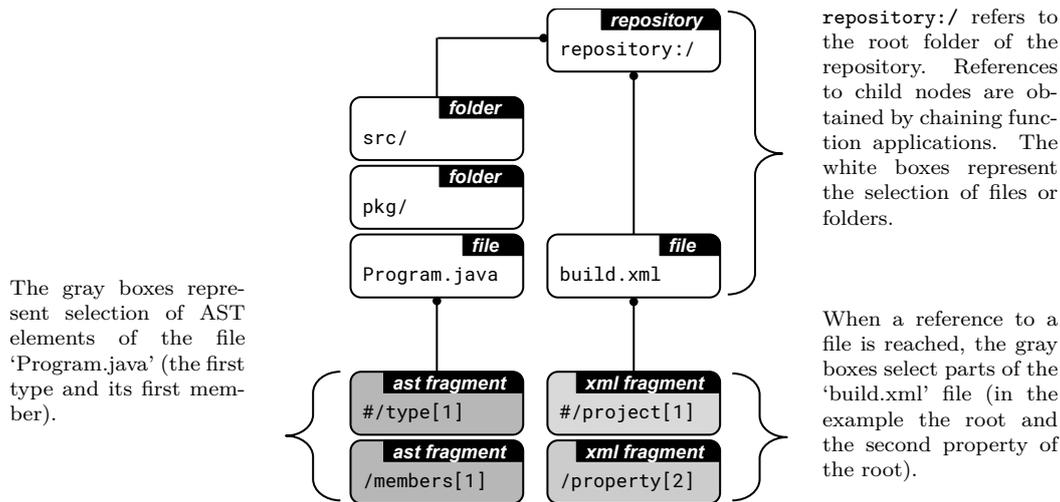 repository
repository:/
folder
src/
folder
pkg/
file
Program.java
file
build.xml
ast fragment
#/type[1]
ast fragment
/members[1]
xml fragment
#/project[1]
xml fragment
/property[2]
The gray boxes repre-
sent selection of AST
elements of the file
‘Program.java’ (the first
type and its first mem-
ber).
repository:/ refers to
the root folder of the
repository. References
to child nodes are ob-
tained by chaining func-
tion applications. The
white boxes represent
the selection of files or
folders.
When a reference to a
file is reached, the gray
boxes select parts of the
‘build.xml’ file (in the
example the root and
the second property of
the root).